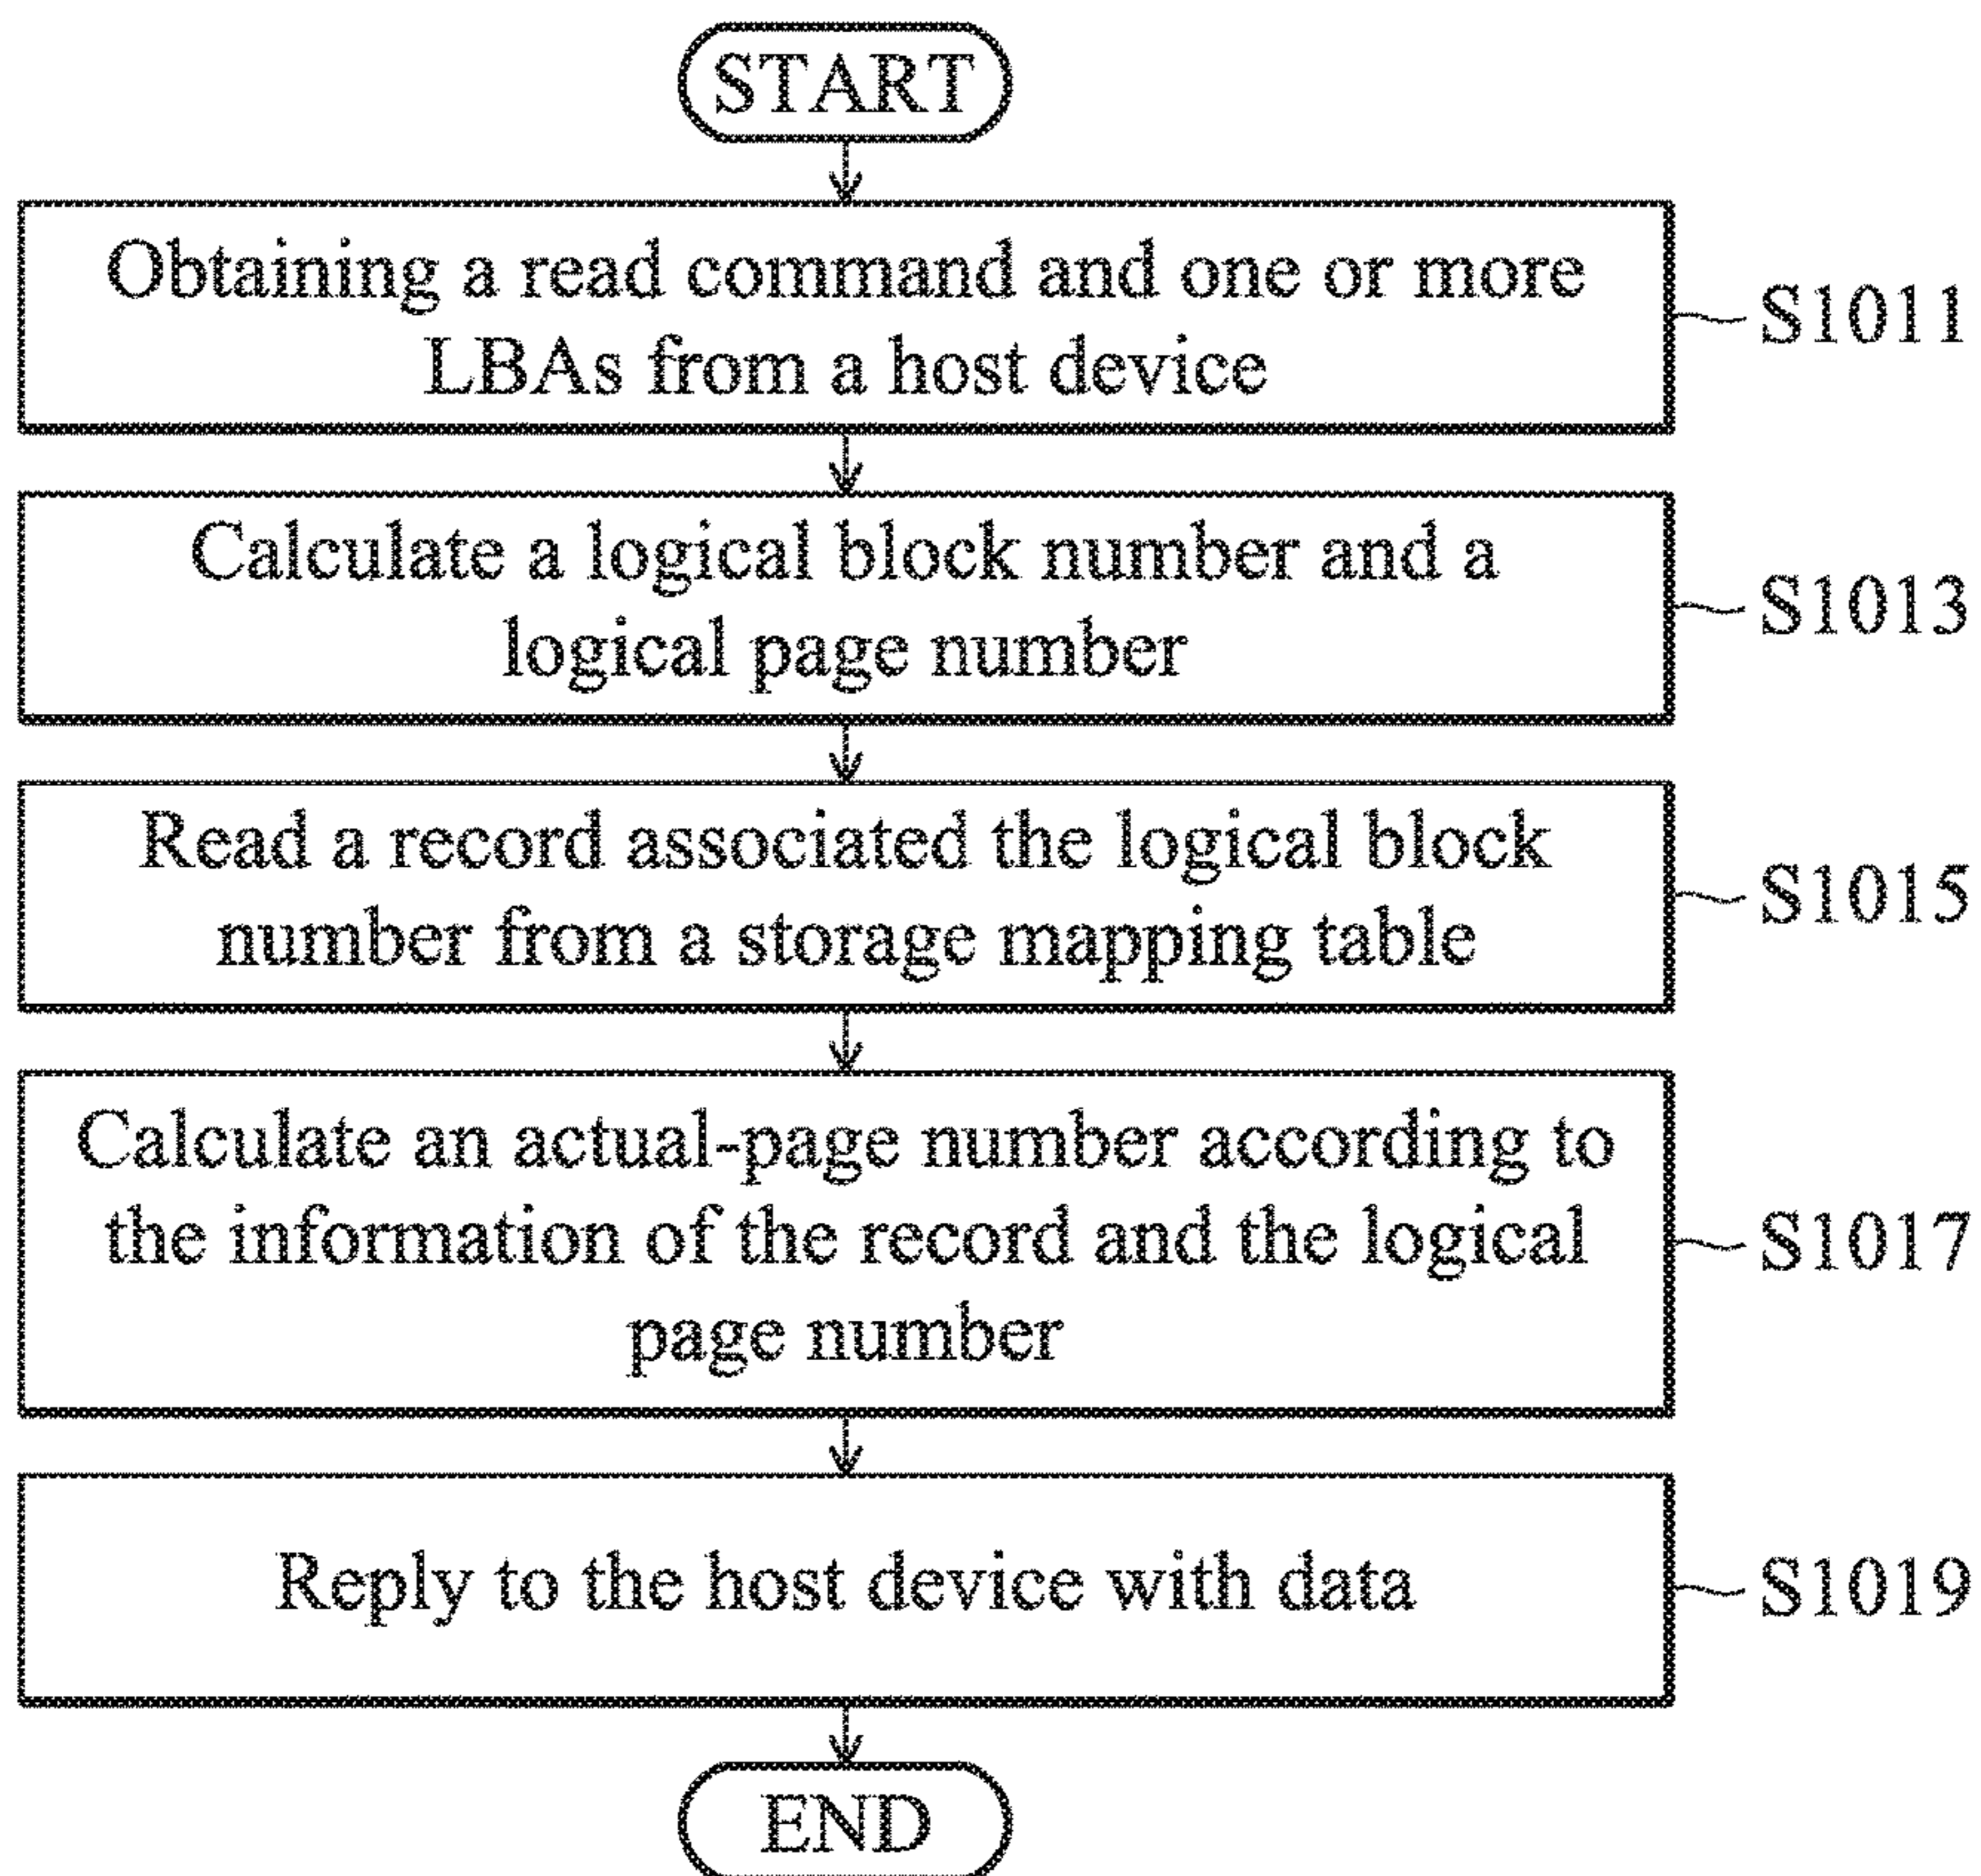 START
Obtaining a read command and one or more
LBAs from a host device
S1011
Calculate a logical block number and a
logical page number
S1013
Read a record associated the logical block
number from a storage mapping table
S1015
Calculate an actual-page number according to
the information of the record and the logical
page number
S1017
Reply to the host device with data
S1019
END